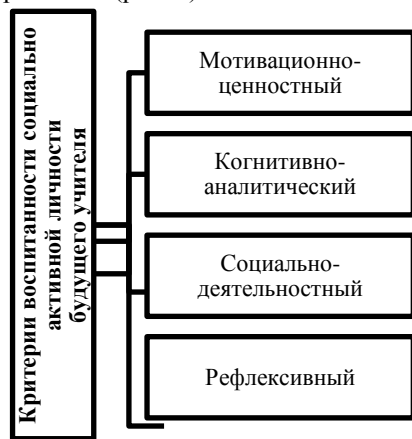 Критерии воспитанности социально
активной личности
будущего учителя
Мотивационно-
ценностный
Когнитивно-
аналитический
Социально-
деятельностный
Рефлексивный